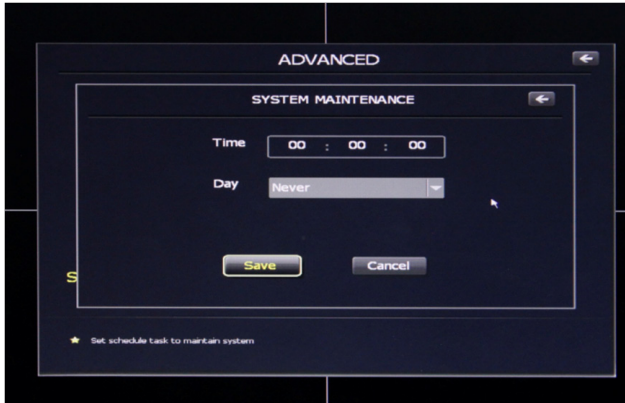 ADVANCED
SYSTEM MAINTENANCE
Time 00 : 00 : 00
Day Never
Save Cancel
S
Set schedule task to maintain system